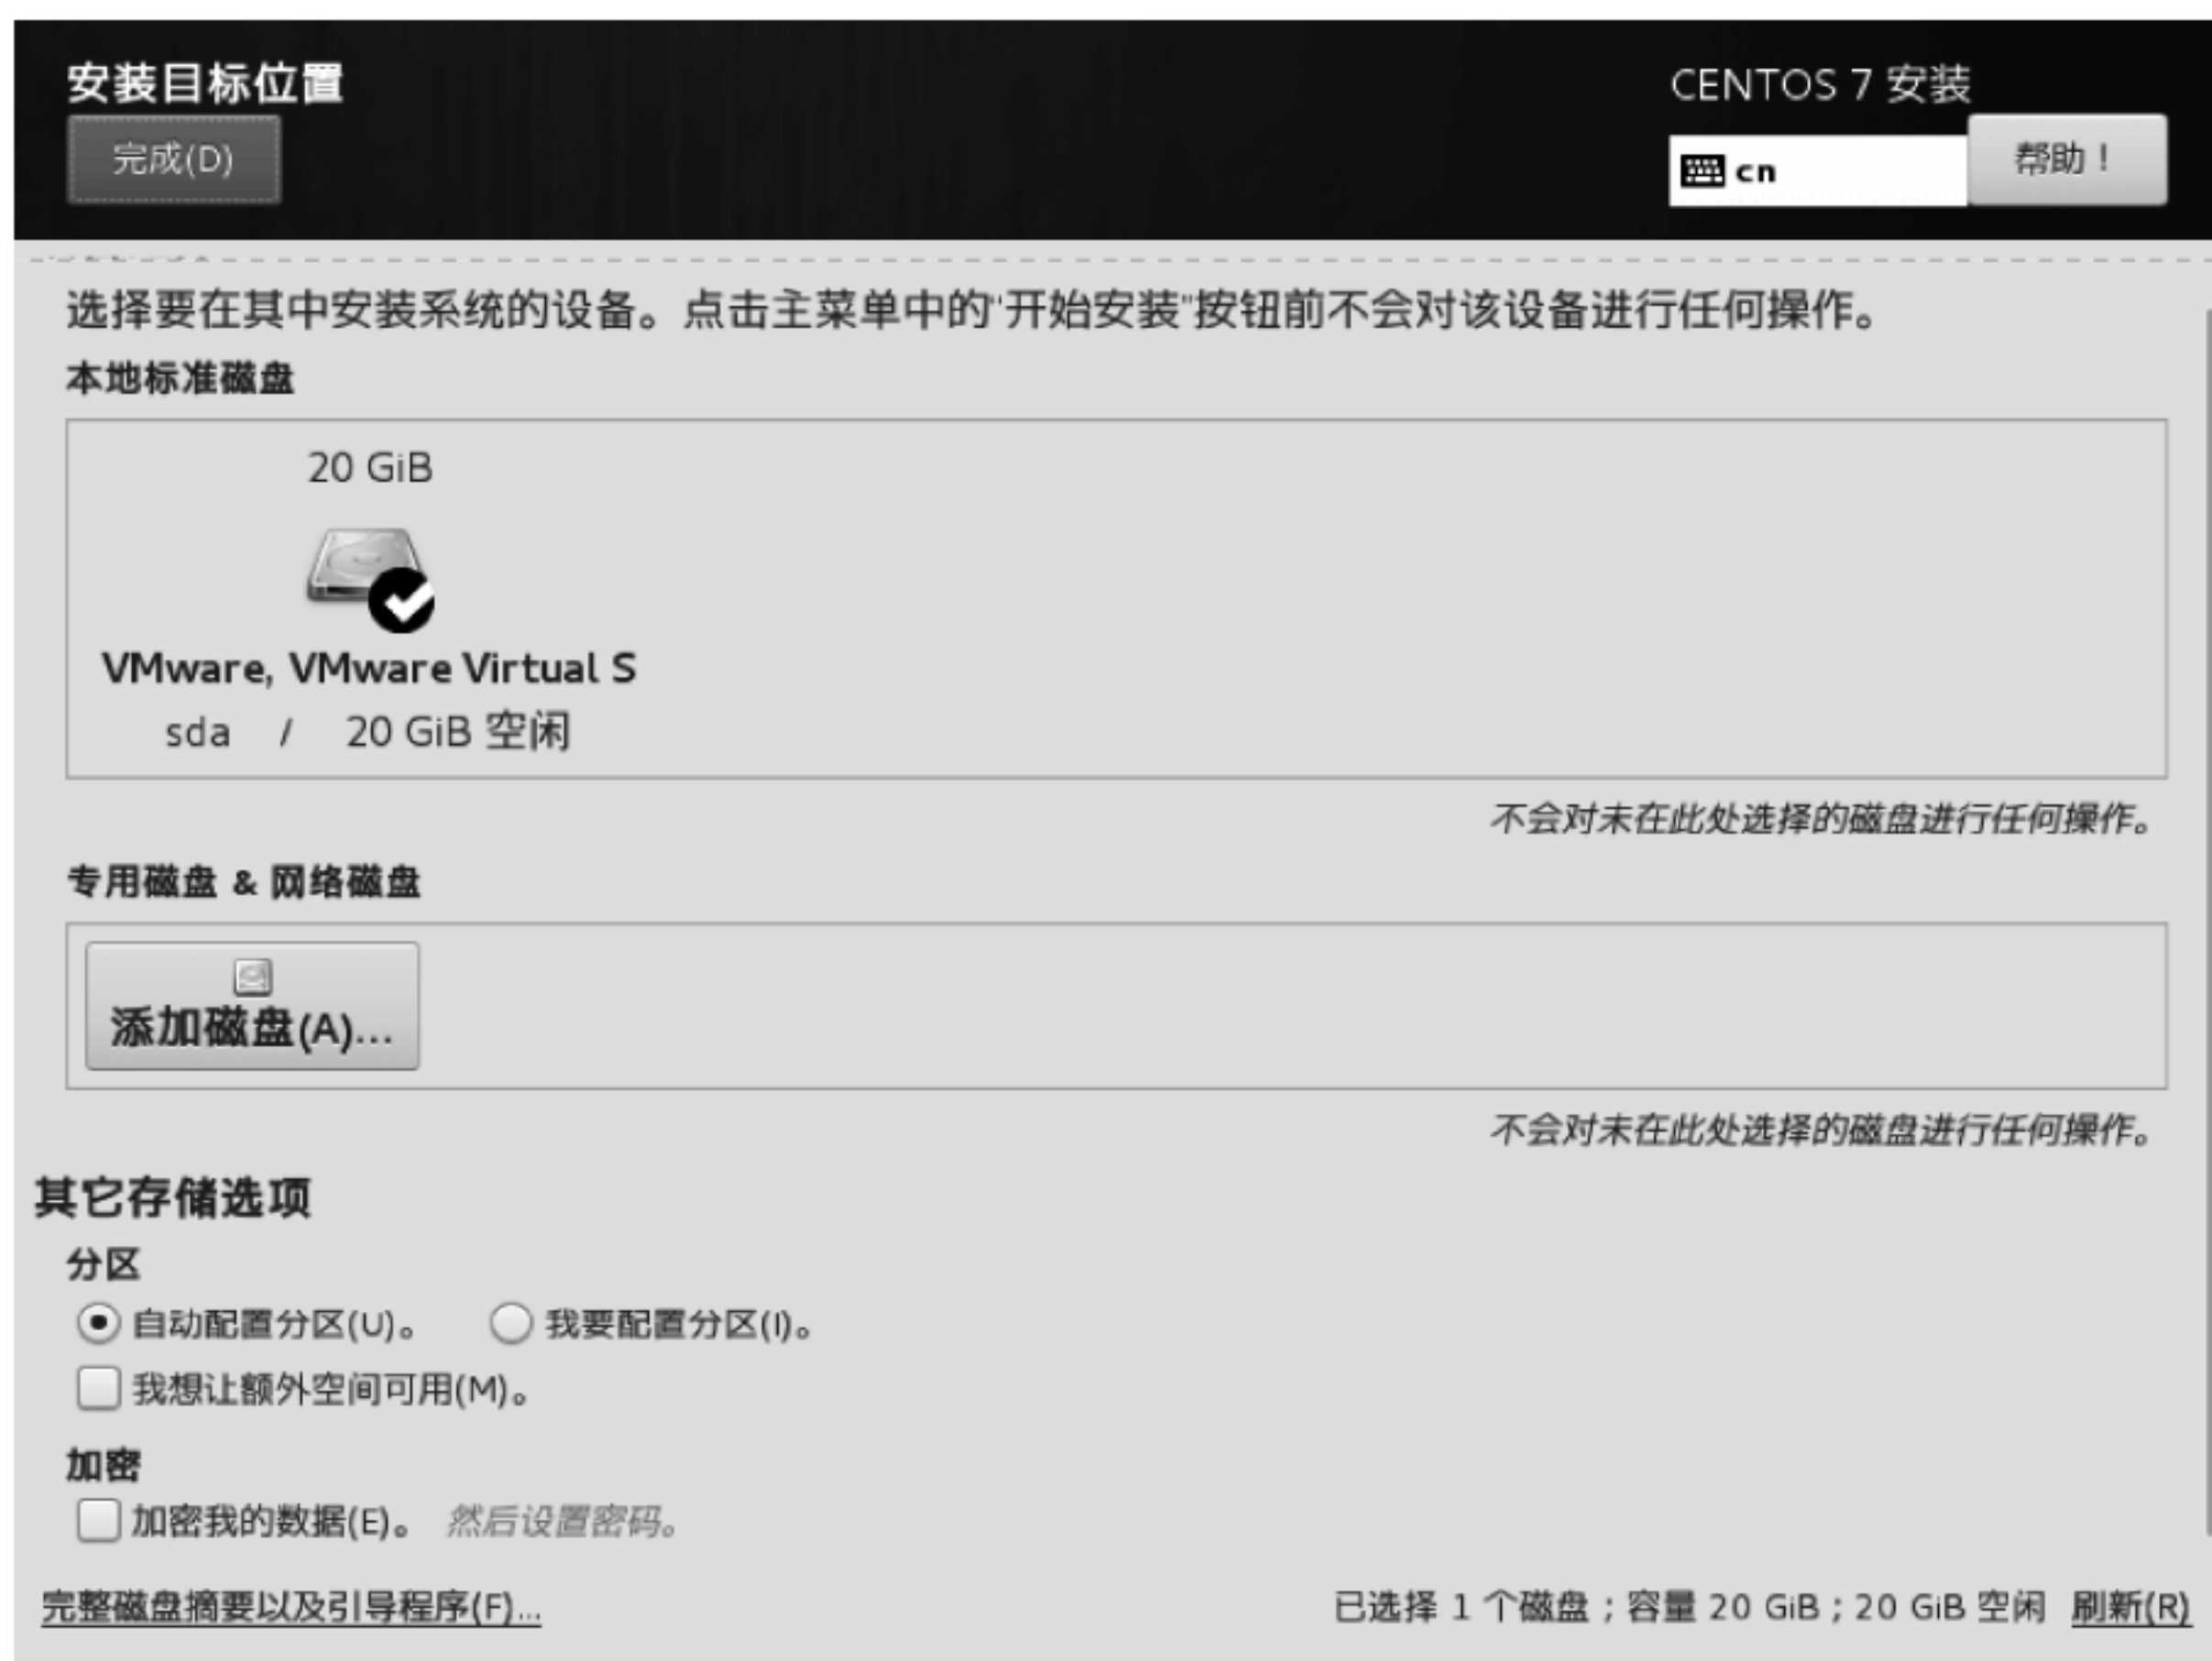 安装目标位置
CENTOS 7 安装
完成(D)
cn
帮助！
选择要在其中安装系统的设备。点击主菜单中的"开始安装"按钮前不会对该设备进行任何操作。
本地标准磁盘
20 GiB
VMware, VMware Virtual S
sda / 20 GiB 空闲
不会对未在此处选择的磁盘进行任何操作。
专用磁盘 & 网络磁盘
添加磁盘(A)...
不会对未在此处选择的磁盘进行任何操作。
其它存储选项
分区
自动配置分区(U)。 我要配置分区(I)。
我想让额外空间可用(M)。
加密
加密我的数据(E)。 然后设置密码。
完整磁盘摘要以及引导程序(F)... 已选择 1 个磁盘；容量 20 GiB；20 GiB 空闲 刷新(R)